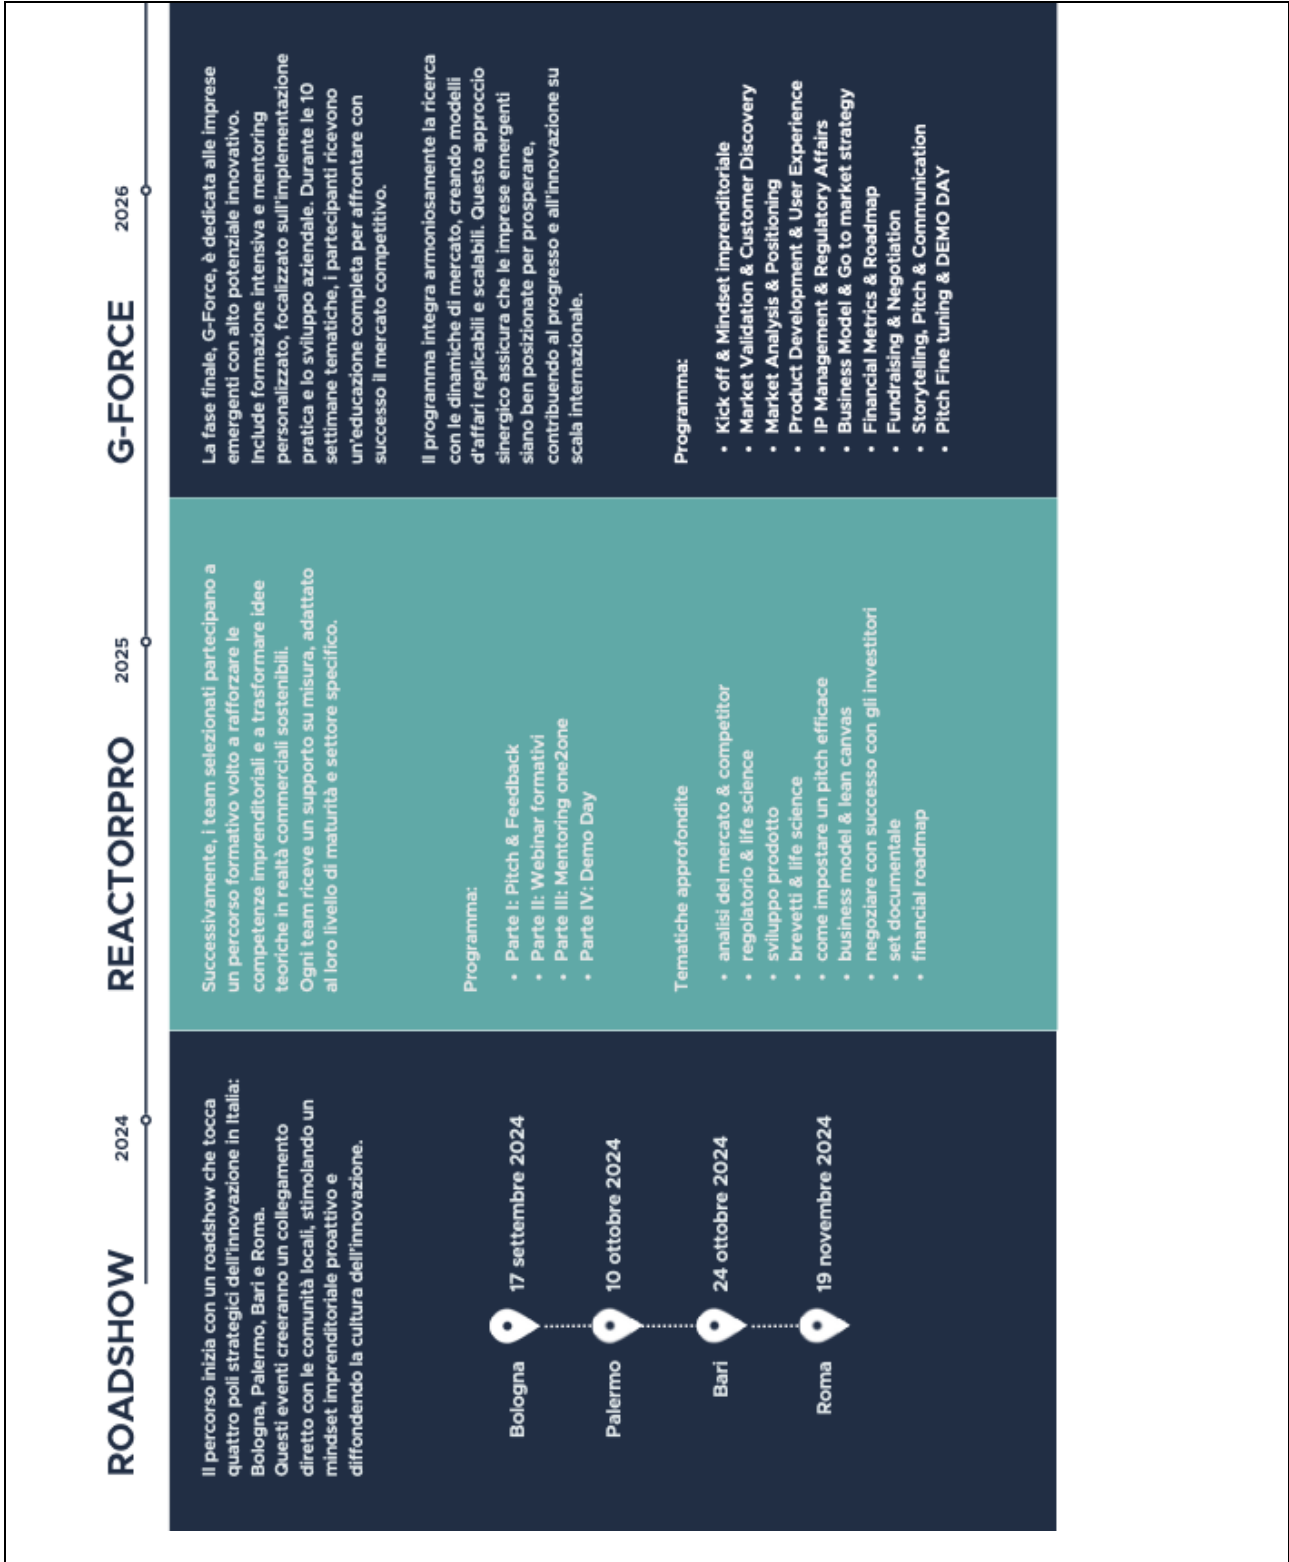 ROADSHOW
2024
Il percorso inizia con un roadshow che tocca
quattro poli strategici dell'innovazione in Italia:
Bologna, Palermo, Bari e Roma.
Questi eventi creeranno un collegamento
diretto con le comunità locali, stimolando un
mindset imprenditoriale proattivo e
diffondendo la cultura dell'innovazione.
Bologna 17 settembre 2024
Palermo 10 ottobre 2024
Bari 24 ottobre 2024
Roma 19 novembre 2024
REACTORPRO
2025
Successivamente, i team selezionati partecipano a
un percorso formativo volto a rafforzare le
competenze imprenditoriali e a trasformare idee
teoriche in realtà commerciali sostenibili.
Ogni team riceve un supporto su misura, adattato
al loro livello di maturità e settore specifico.
Programma:
• Parte I: Pitch & Feedback
• Parte II: Webinar formativi
• Parte III: Mentoring one2one
• Parte IV: Demo Day
Tematiche approfondite
• analisi del mercato & competitor
• regolatorio & life science
• sviluppo prodotto
• brevetti & life science
• come impostare un pitch efficace
• business model & lean canvas
• negoziare con successo con gli investitori
• set documentale
• financial roadmap
G-FORCE
2026
La fase finale, G-Force, è dedicata alle imprese
emergenti con alto potenziale innovativo.
Include formazione intensiva e mentoring
personalizzato, focalizzato sull'implementazione
pratica e lo sviluppo aziendale. Durante le 10
settimane tematiche, i partecipanti ricevono
un'educazione completa per affrontare con
successo il mercato competitivo.
Il programma integra armoniosamente la ricerca
con le dinamiche di mercato, creando modelli
d'affari replicabili e scalabili. Questo approccio
sinergico assicura che le imprese emergenti
siano ben posizionate per prosperare,
contribuendo al progresso e all'innovazione su
scala internazionale.
Programma:
• Kick off & Mindset imprenditoriale
• Market Validation & Customer Discovery
• Market Analysis & Positioning
• Product Development & User Experience
• IP Management & Regulatory Affairs
• Business Model & Go to market strategy
• Financial Metrics & Roadmap
• Fundraising & Negotiation
• Storytelling, Pitch & Communication
• Pitch Fine tuning & DEMO DAY